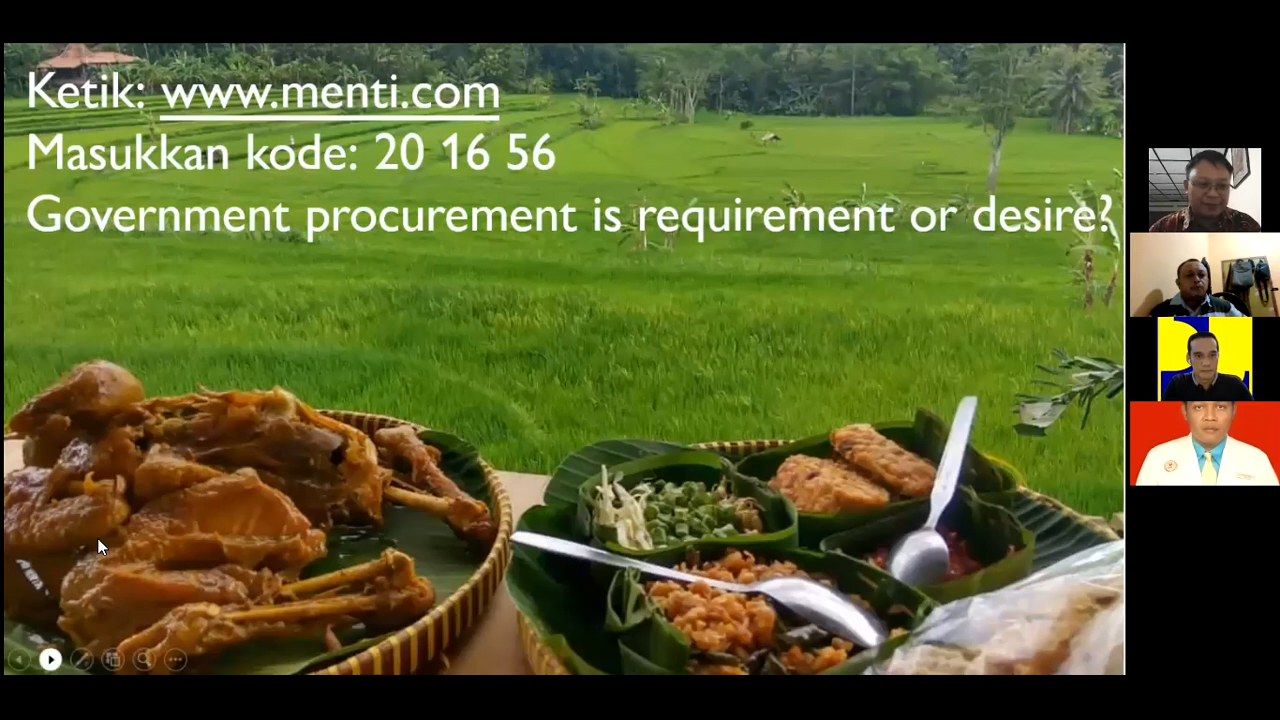 Ketik: www.menti.com
Masukkan kode: 20 16 56
Government procurement is requirement or desire?